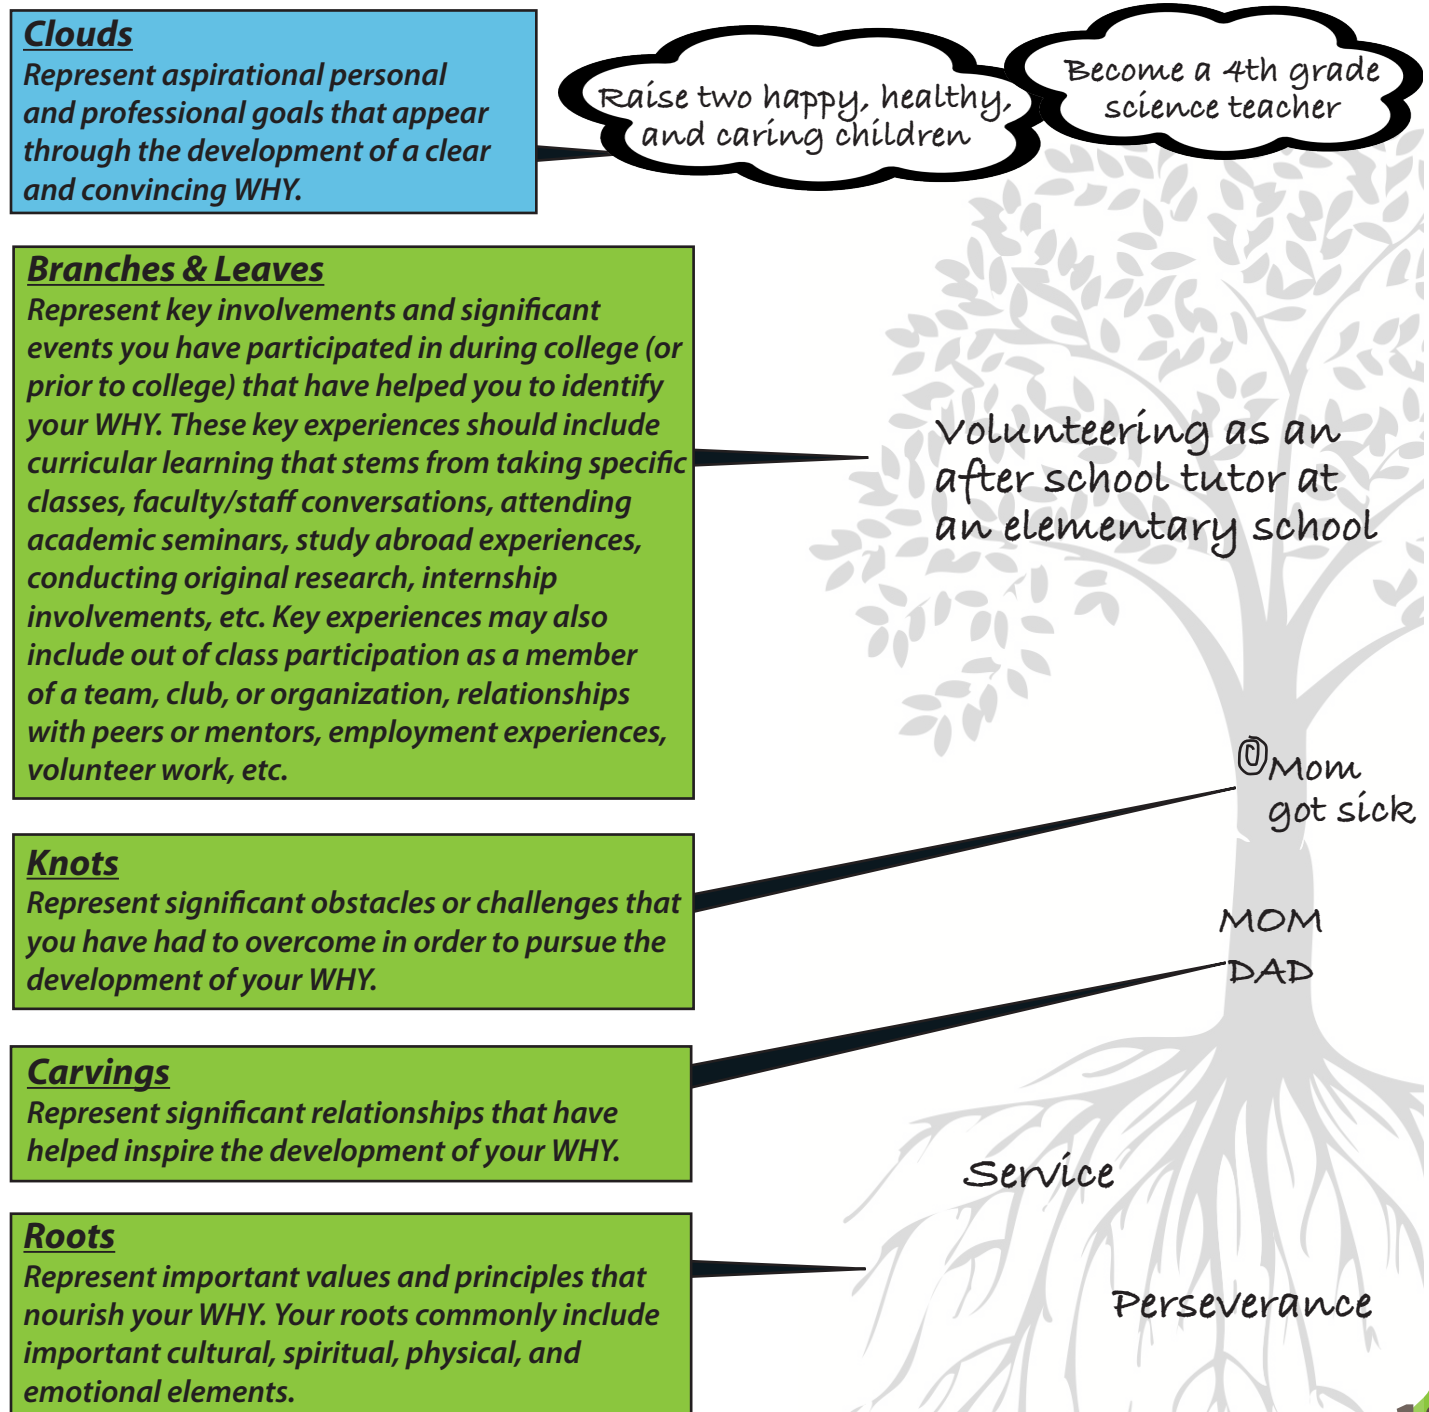 Clouds
Represent aspirational personal
and professional goals that appear
through the development of a clear
and convincing WHY.
Raise two happy, healthy,
and caring children
Become a 4th grade
science teacher
Branches & Leaves
Represent key involvements and significant
events you have participated in during college (or
prior to college) that have helped you to identify
your WHY. These key experiences should include
curricular learning that stems from taking specific
classes, faculty/staff conversations, attending
academic seminars, study abroad experiences,
conducting original research, internship
involvements, etc. Key experiences may also
include out of class participation as a member
of a team, club, or organization, relationships
with peers or mentors, employment experiences,
volunteer work, etc.
Volunteering as an
after school tutor at
an elementary school
Knots
Represent significant obstacles or challenges that
you have had to overcome in order to pursue the
development of your WHY.
Mom
got sick
Carvings
Represent significant relationships that have
helped inspire the development of your WHY.
MOM
DAD
Roots
Represent important values and principles that
nourish your WHY. Your roots commonly include
important cultural, spiritual, physical, and
emotional elements.
Service
Perseverance